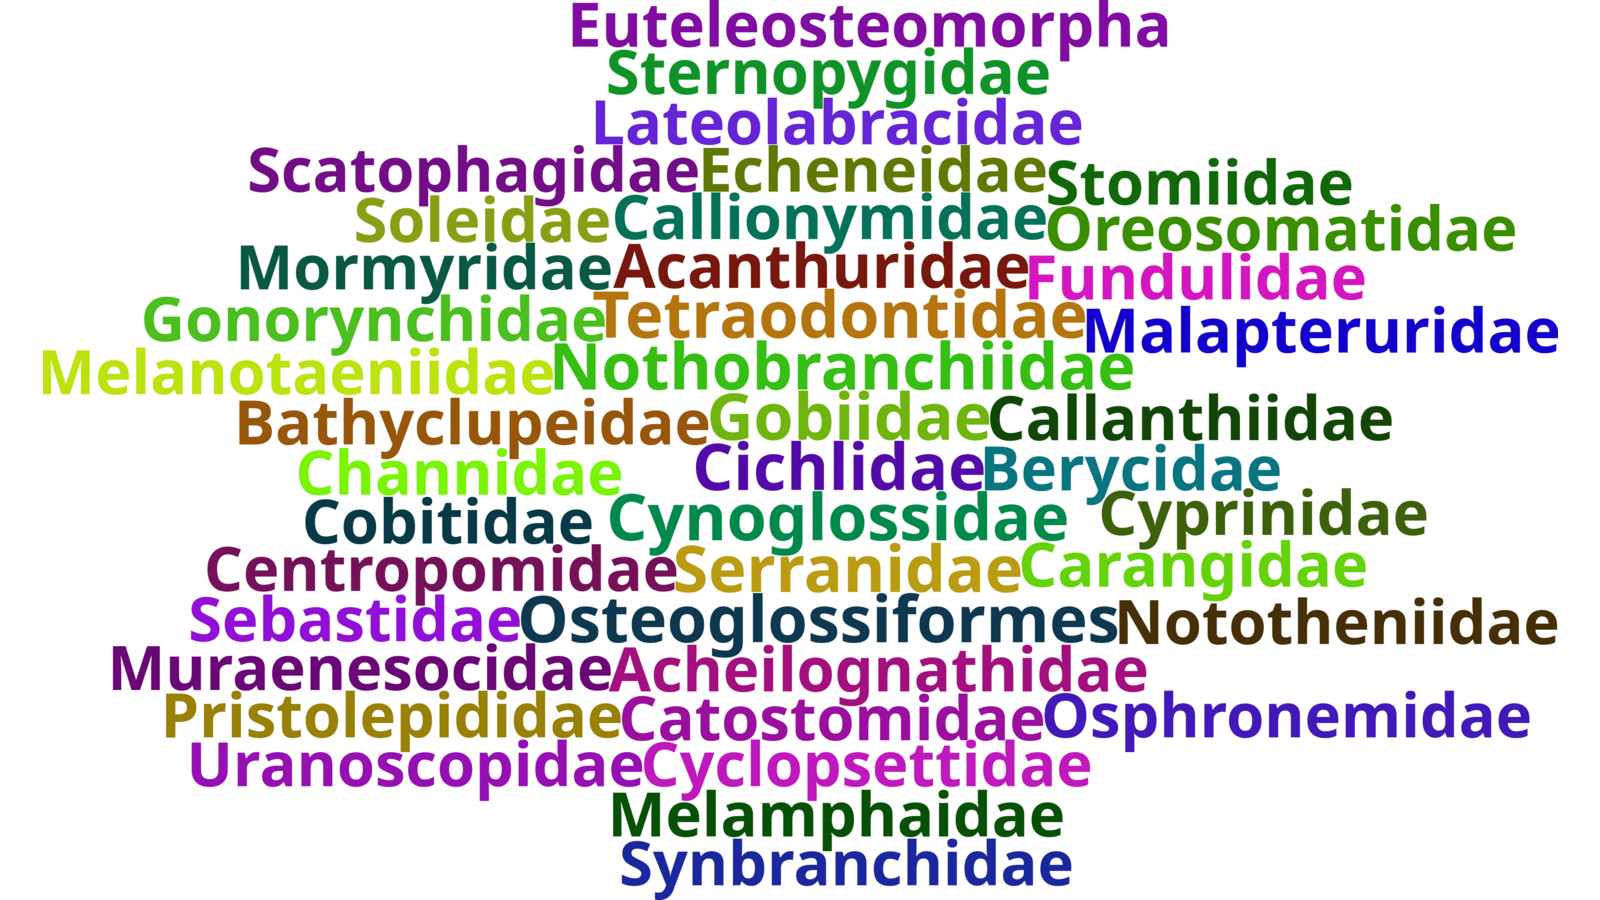 Euteleosteomorpha
Sternopygidae
Lateolabracidae
Scatophagidae Echeneidae Stomiidae
Soleidae Callionymidae Oreosomatidae
Mormyridae Acanthuridae Fundulidae
Gonorynchidae Tetraodontidae Malapteruridae
Melanotaeniidae Nothobranchiidae
Bathyclupeidae Gobiidae Callanthiidae
Channidae Cichlidae Berycidae
Cobitidae Cynoglossidae Cyprinidae
Centropomidae Serranidae Carangidae
Sebastidae Osteoglossiformes Nototheniidae
Muraenesocidae Acheilognathidae
Pristolepididae Catostomidae Osphronemidae
Uranoscopidae Cyclopsettidae
Melamphaidae
Synbranchidae